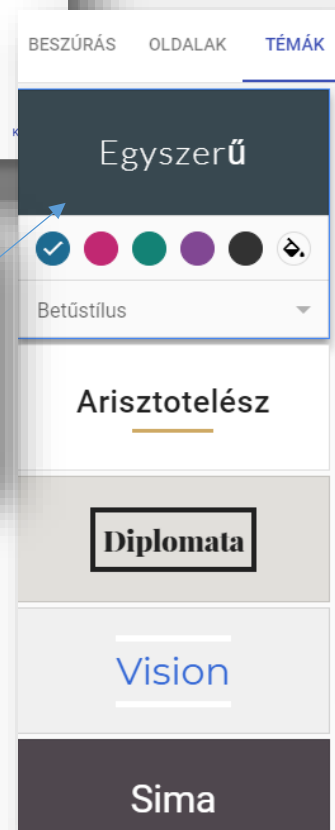 BESZÚRÁS OLDALAK TÉMÁK
Egyszerű
Betűstílus
Arisztotelész
Diplomata
Vision
Sima